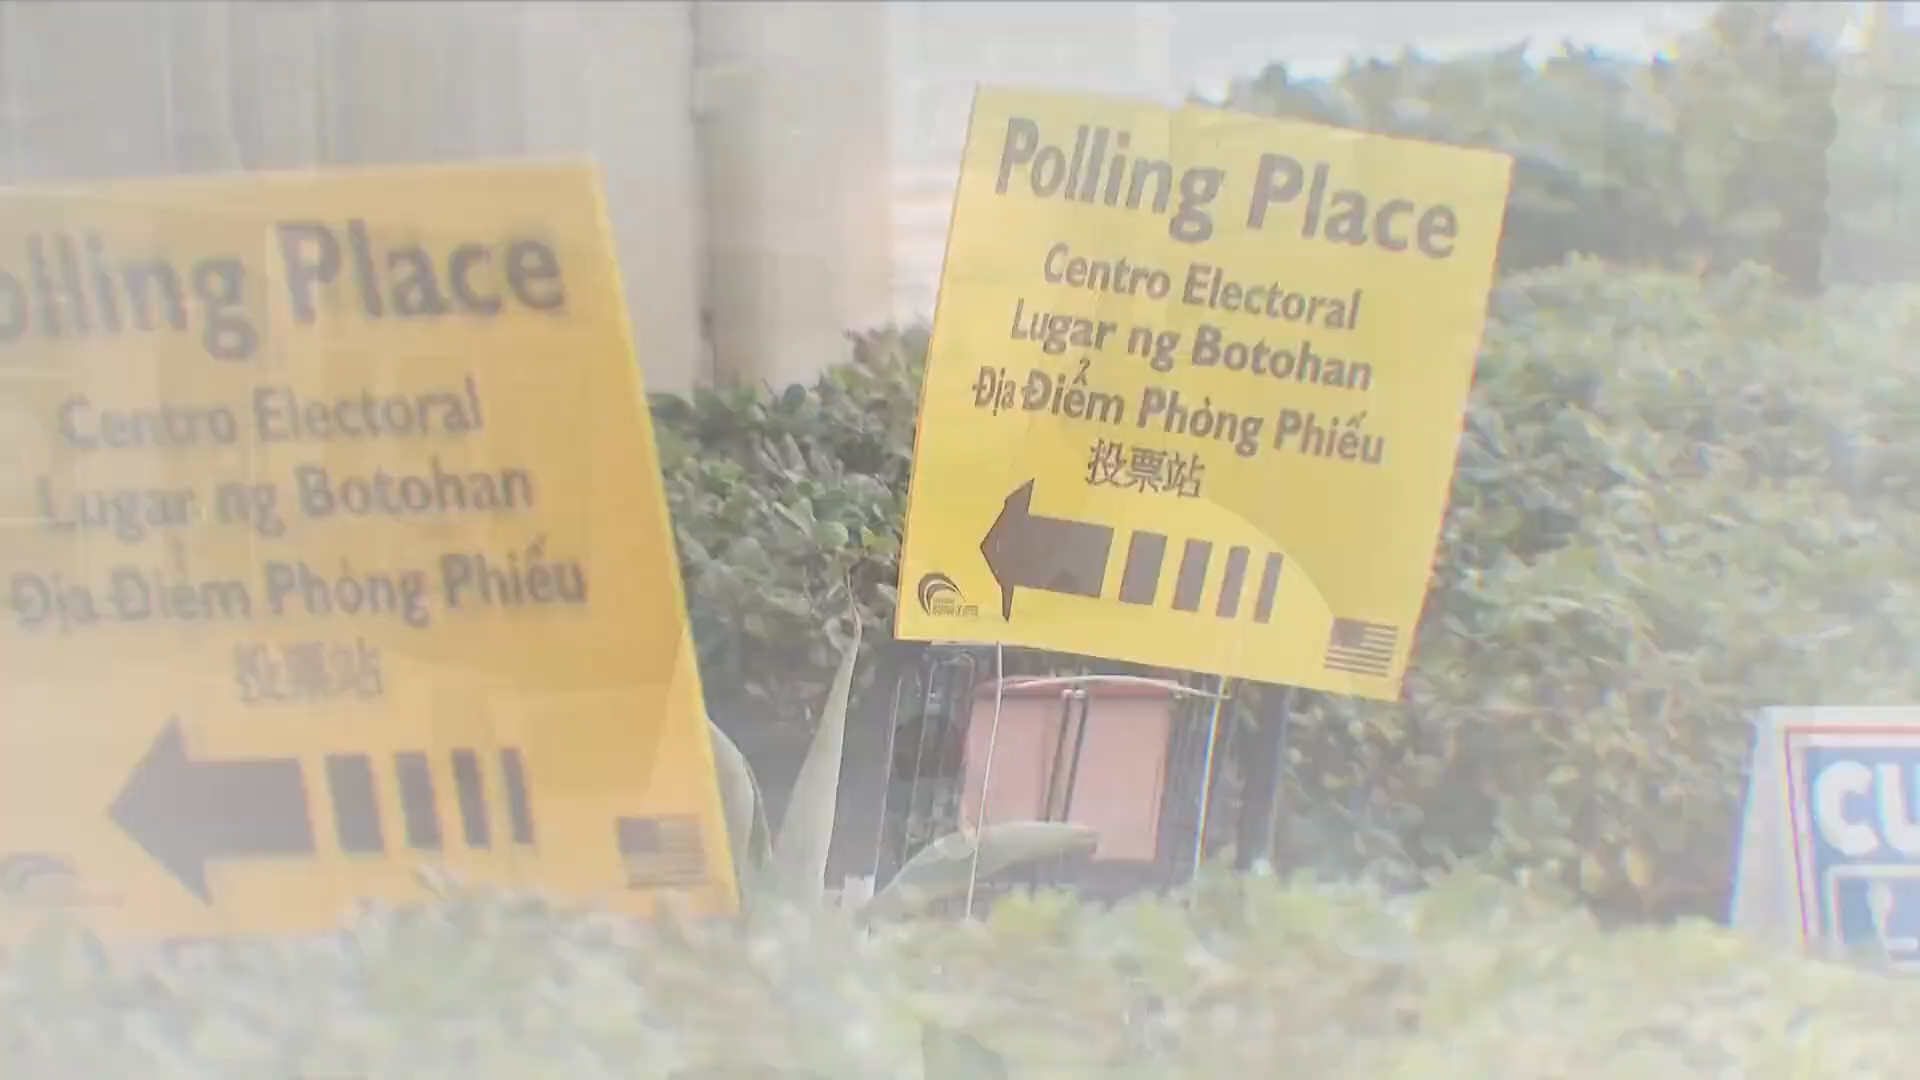 olling Place
Centro Electoral
Lugar ng Botohan
Địa Điểm Phòng Phiếu
投票站
Polling Place
Centro Electoral
Lugar ng Botohan
Địa Điểm Phòng Phiếu
投票站
CU